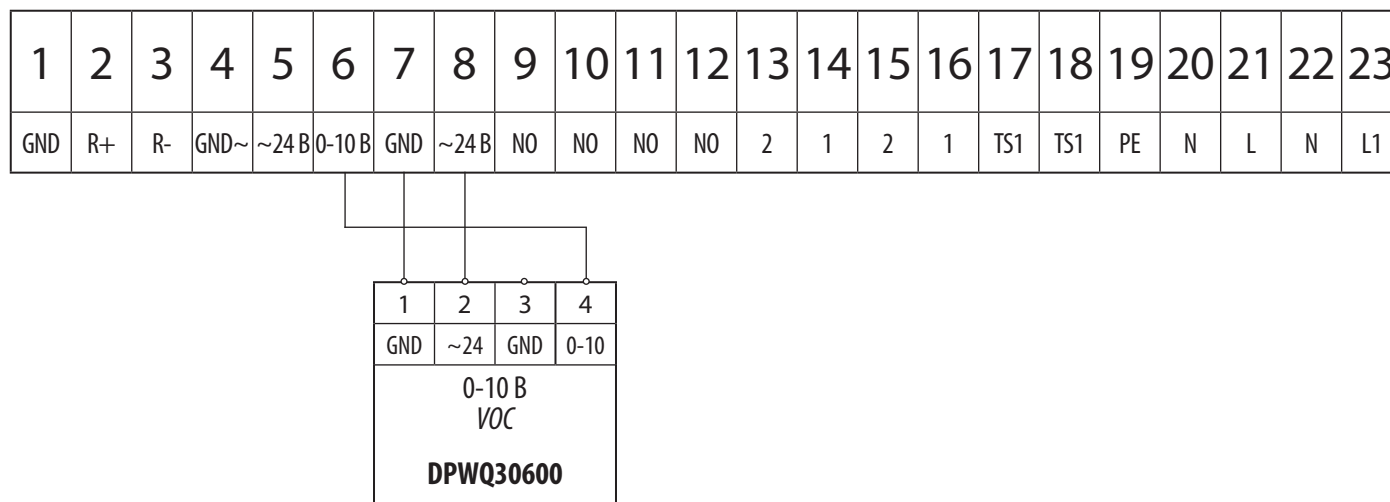 1 2 3 4 5 6 7 8 9 10 11 12 13 14 15 16 17 18 19 20 21 22 23
GND R+ R- GND~ ~24 В 0-10 В GND ~24 В NO NO NO NO 2 1 2 1 TS1 TS1 PE N L N L1
1 2 3 4
GND ~24 GND 0-10
0-10 В
VOC
DPWQ30600